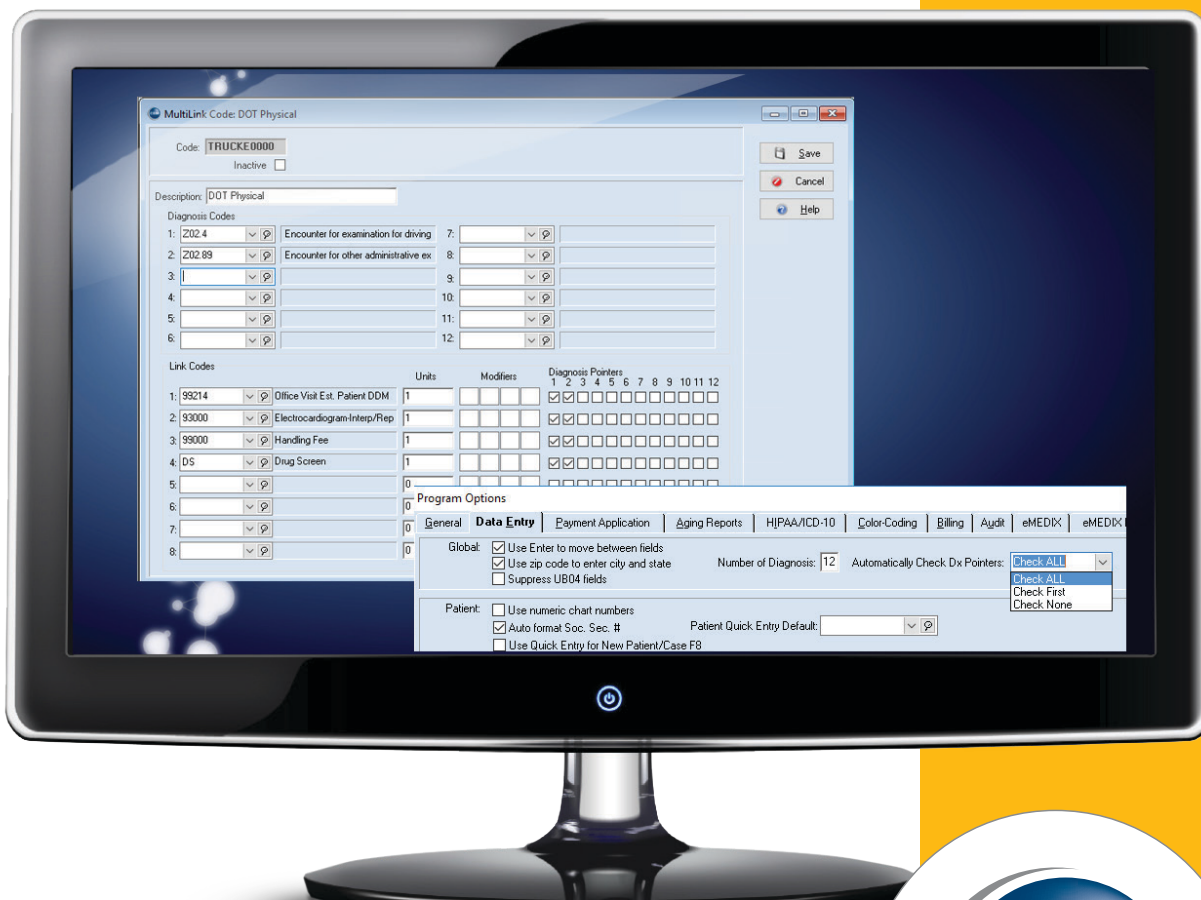 MultiLink Code: DOT Physical
Code: TRUCKE0000
Inactive
Save
Cancel
Help
Description: DOT Physical
Diagnosis Codes
1: Z02.4 Encounter for examination for driving 7:
2: Z02.89 Encounter for other administrative ex 8:
3: 9:
4: 10:
5: 11:
6: 12:
Link Codes Units Modifiers Diagnosis Pointers
1 2 3 4 5 6 7 8 9 10 11 12
1: 99214 Office Visit Est. Patient DDM 1
2: 93000 Electrocardiogram-Interp/Rep 1
3: 99000 Handling Fee 1
4: DS Drug Screen 1
5: 0
6: 0
7: 0
8: 0
Program Options
General Data Entry Payment Application Aging Reports HIPAA/ICD-10 Color-Coding Billing Audit eMEDIX eMEDIX
Global: Use Enter to move between fields
Use zip code to enter city and state Number of Diagnosis: 12 Automatically Check Dx Pointers: Check ALL
Suppress UB04 fields
Check ALL
Check First
Check None
Patient: Use numeric chart numbers
Auto format Soc. Sec. # Patient Quick Entry Default:
Use Quick Entry for New Patient/Case F8